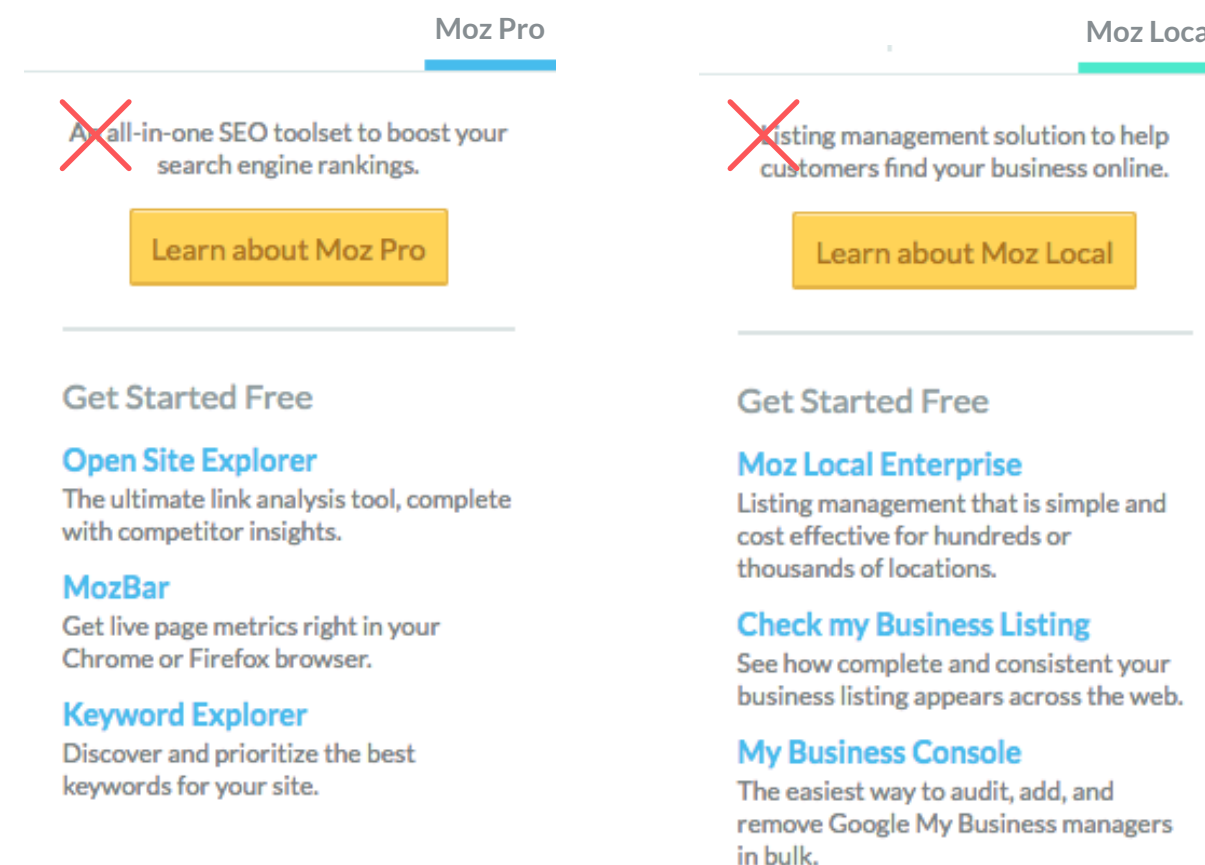 Moz Pro
An all-in-one SEO toolset to boost your
search engine rankings.
Learn about Moz Pro
Get Started Free
Open Site Explorer
The ultimate link analysis tool, complete
with competitor insights.
MozBar
Get live page metrics right in your
Chrome or Firefox browser.
Keyword Explorer
Discover and prioritize the best
keywords for your site.
Moz Loca
Listing management solution to help
customers find your business online.
Learn about Moz Local
Get Started Free
Moz Local Enterprise
Listing management that is simple and
cost effective for hundreds or
thousands of locations.
Check my Business Listing
See how complete and consistent your
business listing appears across the web.
My Business Console
The easiest way to audit, add, and
remove Google My Business managers
in bulk.